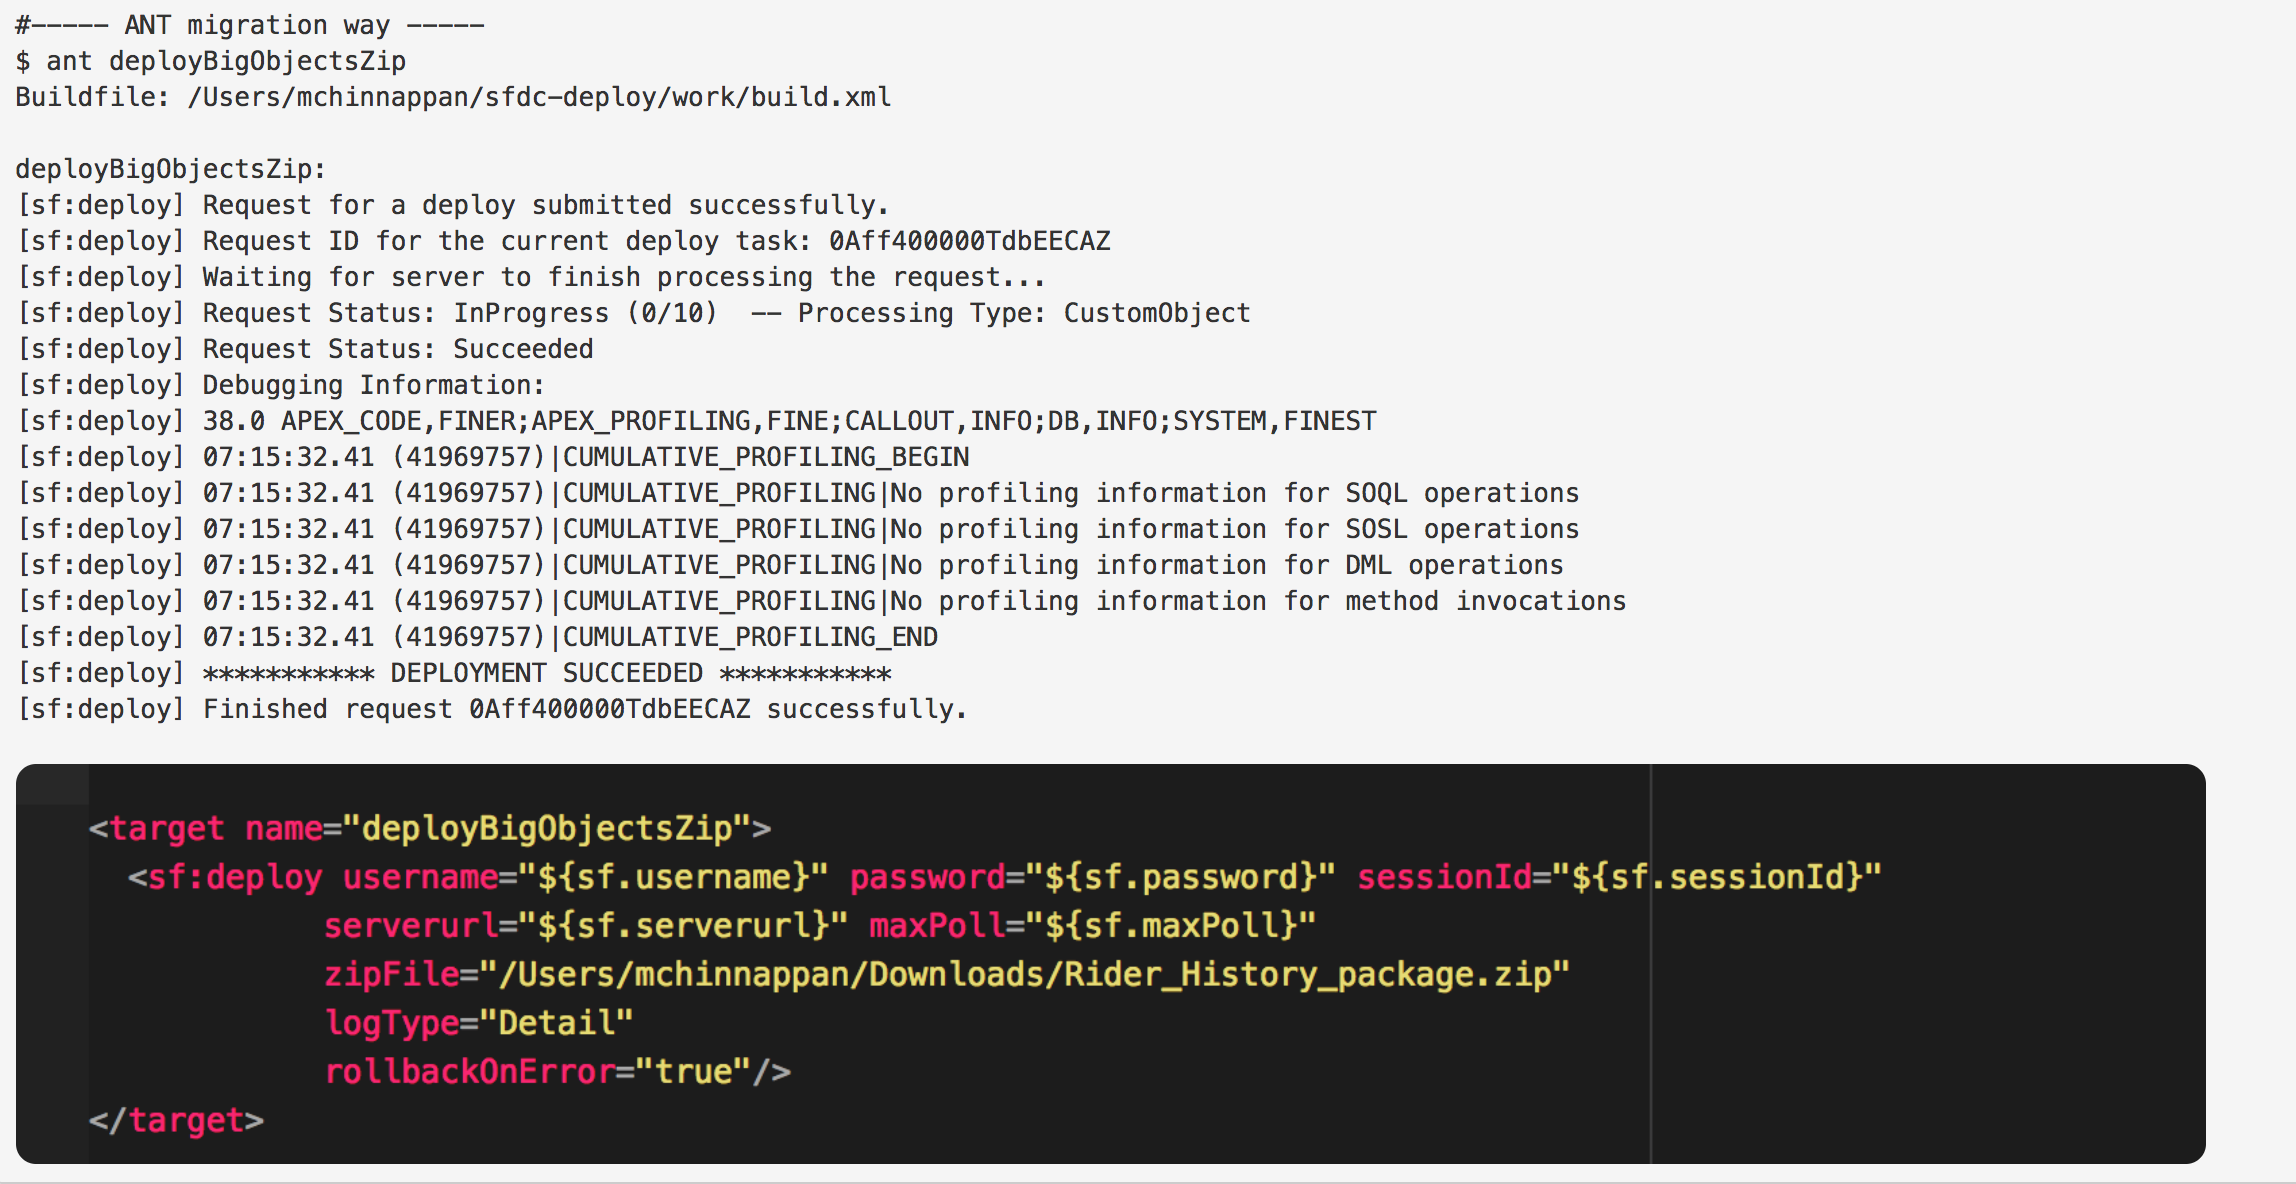 #----- ANT migration way -----
$ ant deployBigObjectsZip
Buildfile: /Users/mchinnappan/sfdc-deploy/work/build.xml
deployBigObjectsZip:
[sf:deploy] Request for a deploy submitted successfully.
[sf:deploy] Request ID for the current deploy task: 0Aff400000TdbEECAZ
[sf:deploy] Waiting for server to finish processing the request...
[sf:deploy] Request Status: InProgress (0/10)  -- Processing Type: CustomObject
[sf:deploy] Request Status: Succeeded
[sf:deploy] Debugging Information:
[sf:deploy] 38.0 APEX_CODE,FINER;APEX_PROFILING,FINE;CALLOUT,INFO;DB,INFO;SYSTEM,FINEST
[sf:deploy] 07:15:32.41 (41969757)|CUMULATIVE_PROFILING_BEGIN
[sf:deploy] 07:15:32.41 (41969757)|CUMULATIVE_PROFILING|No profiling information for SOQL operations
[sf:deploy] 07:15:32.41 (41969757)|CUMULATIVE_PROFILING|No profiling information for SOSL operations
[sf:deploy] 07:15:32.41 (41969757)|CUMULATIVE_PROFILING|No profiling information for DML operations
[sf:deploy] 07:15:32.41 (41969757)|CUMULATIVE_PROFILING|No profiling information for method invocations
[sf:deploy] 07:15:32.41 (41969757)|CUMULATIVE_PROFILING_END
[sf:deploy] *********** DEPLOYMENT SUCCEEDED ***********
[sf:deploy] Finished request 0Aff400000TdbEECAZ successfully.
<target name="deployBigObjectsZip">
  <sf:deploy username="${sf.username}" password="${sf.password}" sessionId="${sf.sessionId}"
            serverurl="${sf.serverurl}" maxPoll="${sf.maxPoll}"
            zipFile="/Users/mchinnappan/Downloads/Rider_History_package.zip"
            logType="Detail"
            rollbackOnError="true"/>
</target>